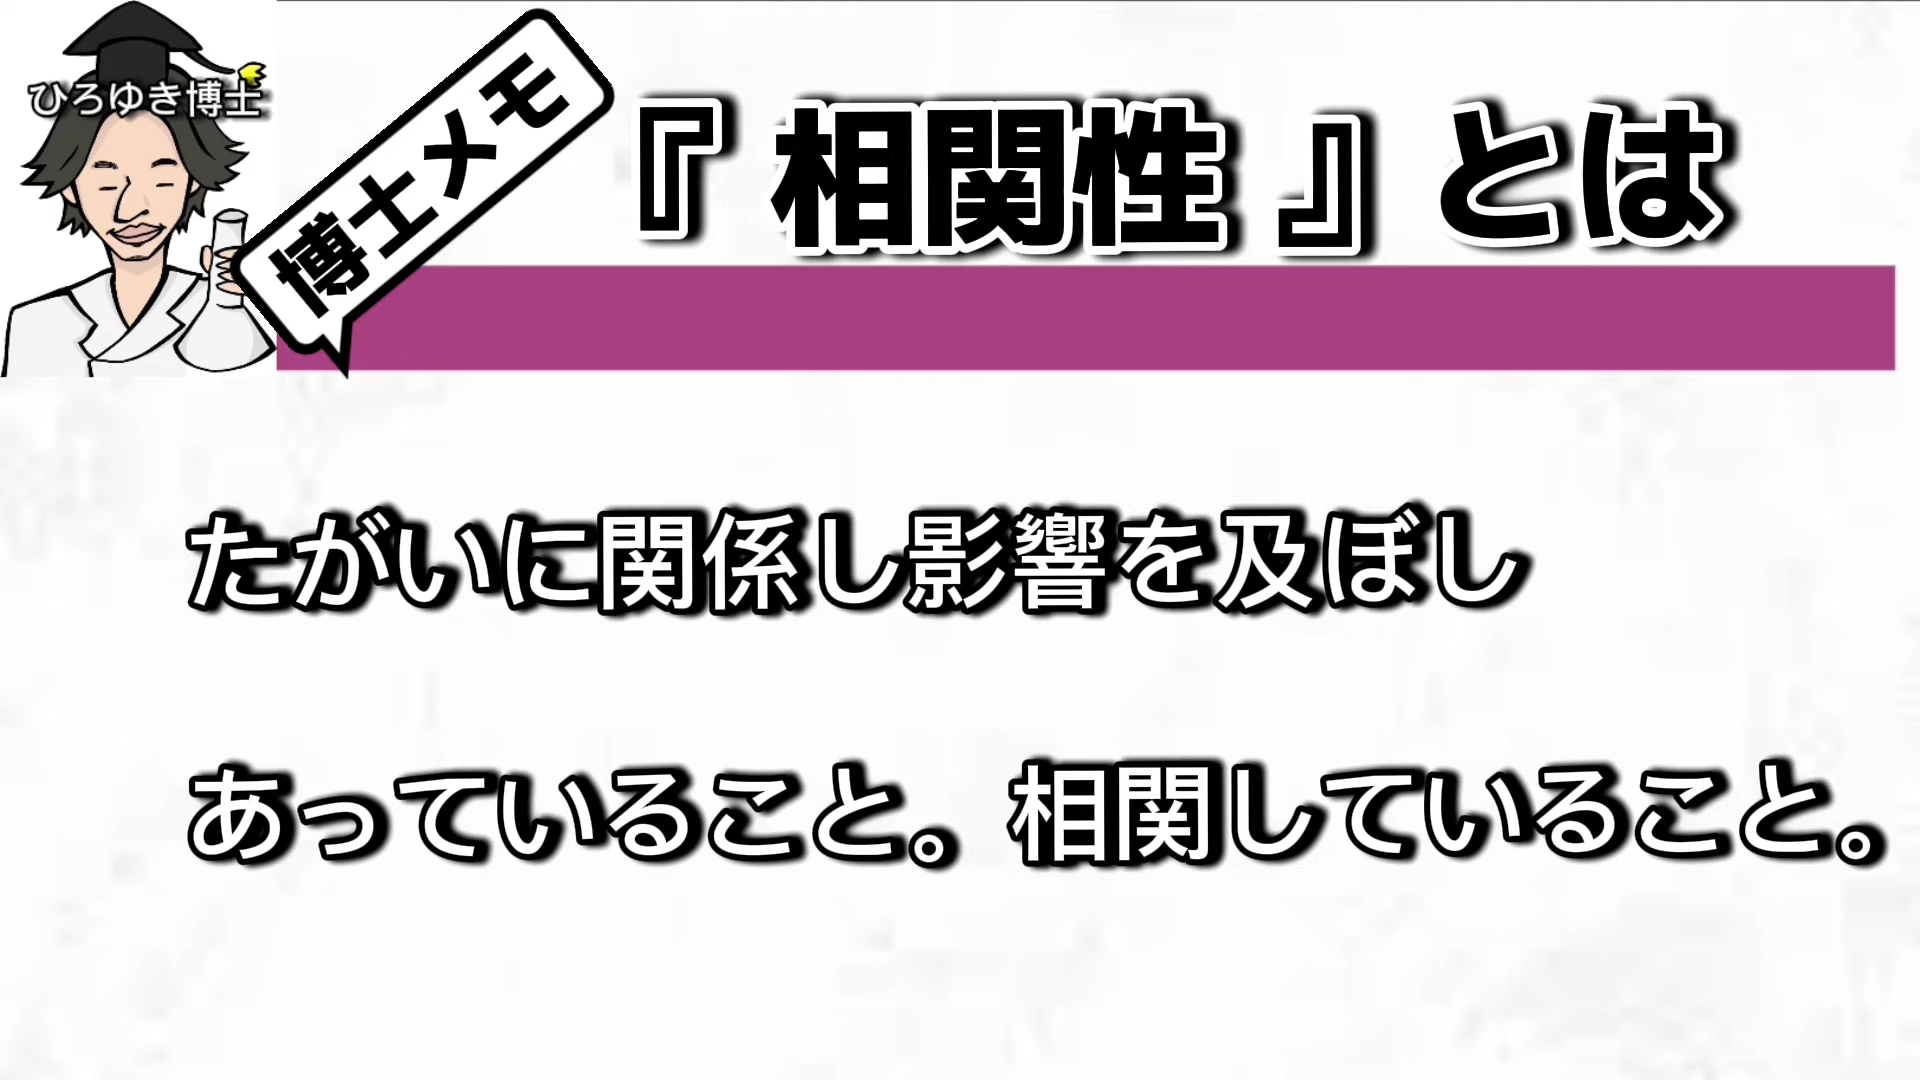 ひろゆき博士
博士メモ
『 相関性 』とは
たがいに関係し影響を及ぼし
あっていること。相関していること。